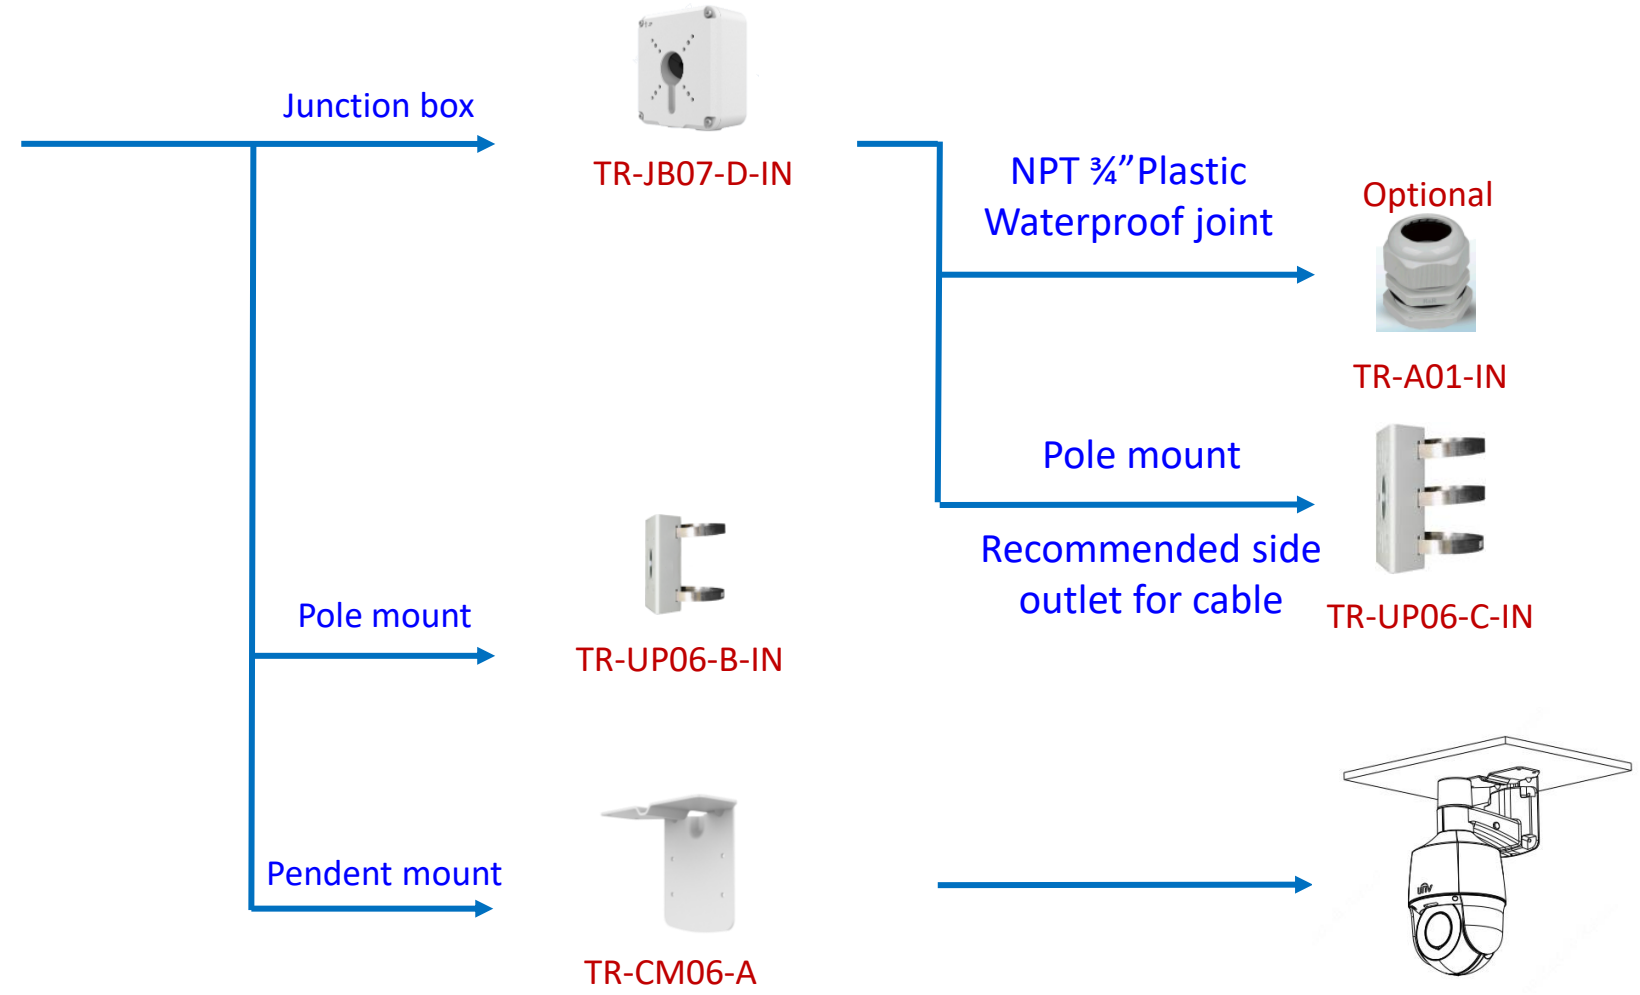 Junction box
TR-JB07-D-IN
NPT ¾”Plastic
Waterproof joint
Optional
TR-A01-IN
Pole mount
Recommended side
outlet for cable
TR-UP06-C-IN
Pole mount
TR-UP06-B-IN
Pendent mount
TR-CM06-A
unv